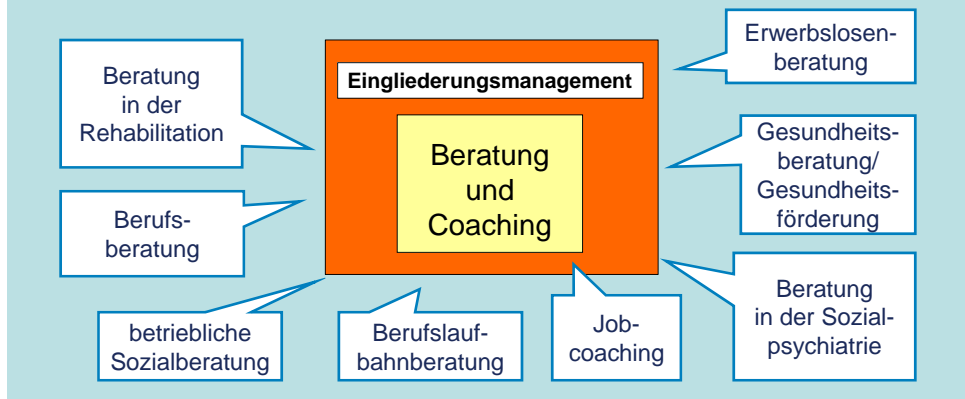 Beratung
in der
Rehabilitation
Eingliederungsmanagement
Erwerbslosen-
beratung
Beratung
und
Coaching
Gesundheits-
beratung/
Gesundheits-
förderung
Berufs-
beratung
betriebliche
Sozialberatung
Berufslauf-
bahnberatung
Job-
coaching
Beratung
in der Sozial-
psychiatrie